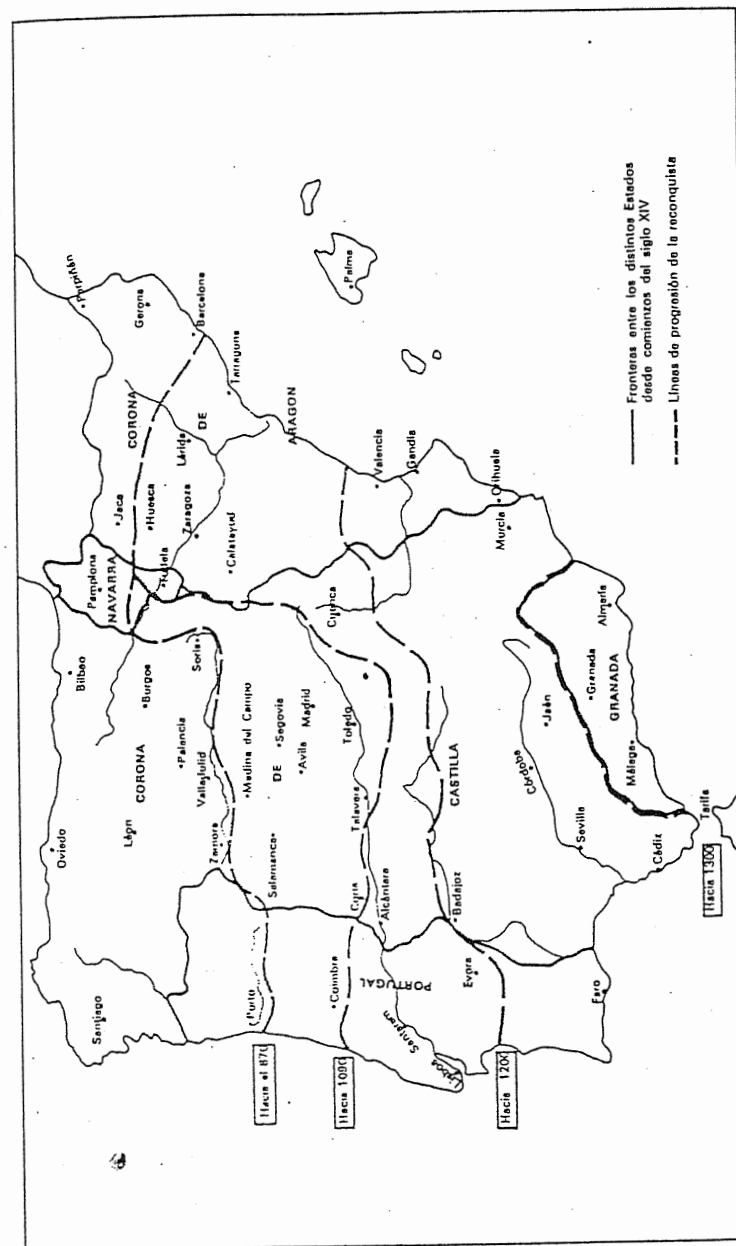 Santiago
Oviedo
Bilbao
Pamplona
NAVARRA
Perpiñán
Gerona
León
CORONA
Burgos
Palencia
Valladolid
Zamora
Soria
Tudela
Jaca
Huesca
CORONA
Lérida
DE
Barcelona
Tarragona
Zaragoza
Calatayud
ARAGON
Porto
Hacia el 870
Salamanca
Medina del Campo
DE
Segovia
Avila
Madrid
Coimbra
Hacia 1090
Coria
Alcántara
Talavera
Toledo
Cuenca
Palma
Valencia
Gandía
PORTUGAL
Santarem
Lisboa
Evora
Badajoz
CASTILLA
Hacia 1200
Murcia
Orihuela
Córdoba
Jaén
Sevilla
Faro
Granada
GRANADA
Almería
Málaga
Cádiz
Tarifa
Hacia 1300
Fronteras entre los distintos Estados
desde comienzos del siglo XIV
Líneas de progresión de la reconquista